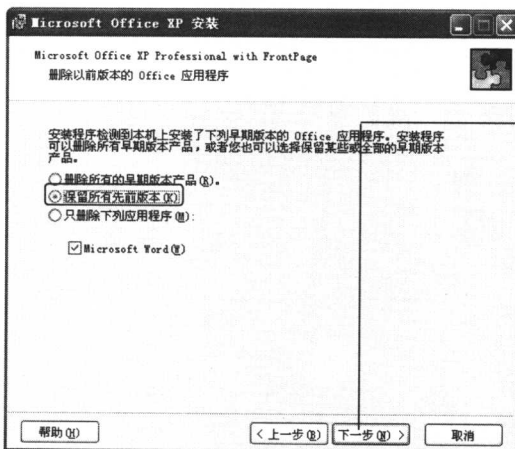 Microsoft Office XP 安装
Microsoft Office XP Professional with FrontPage
删除以前版本的 Office 应用程序
安装程序检测到本机上安装了下列早期版本的 Office 应用程序。安装程序
可以删除所有早期版本产品，或者您也可以选择保留某些或全部的早期版本
产品。
删除所有的早期版本产品(R)。
保留所有先前版本(K)
只删除下列应用程序(M):
Microsoft Word(W)
帮助(H)
< 上一步(B)
下一步(N) >
取消